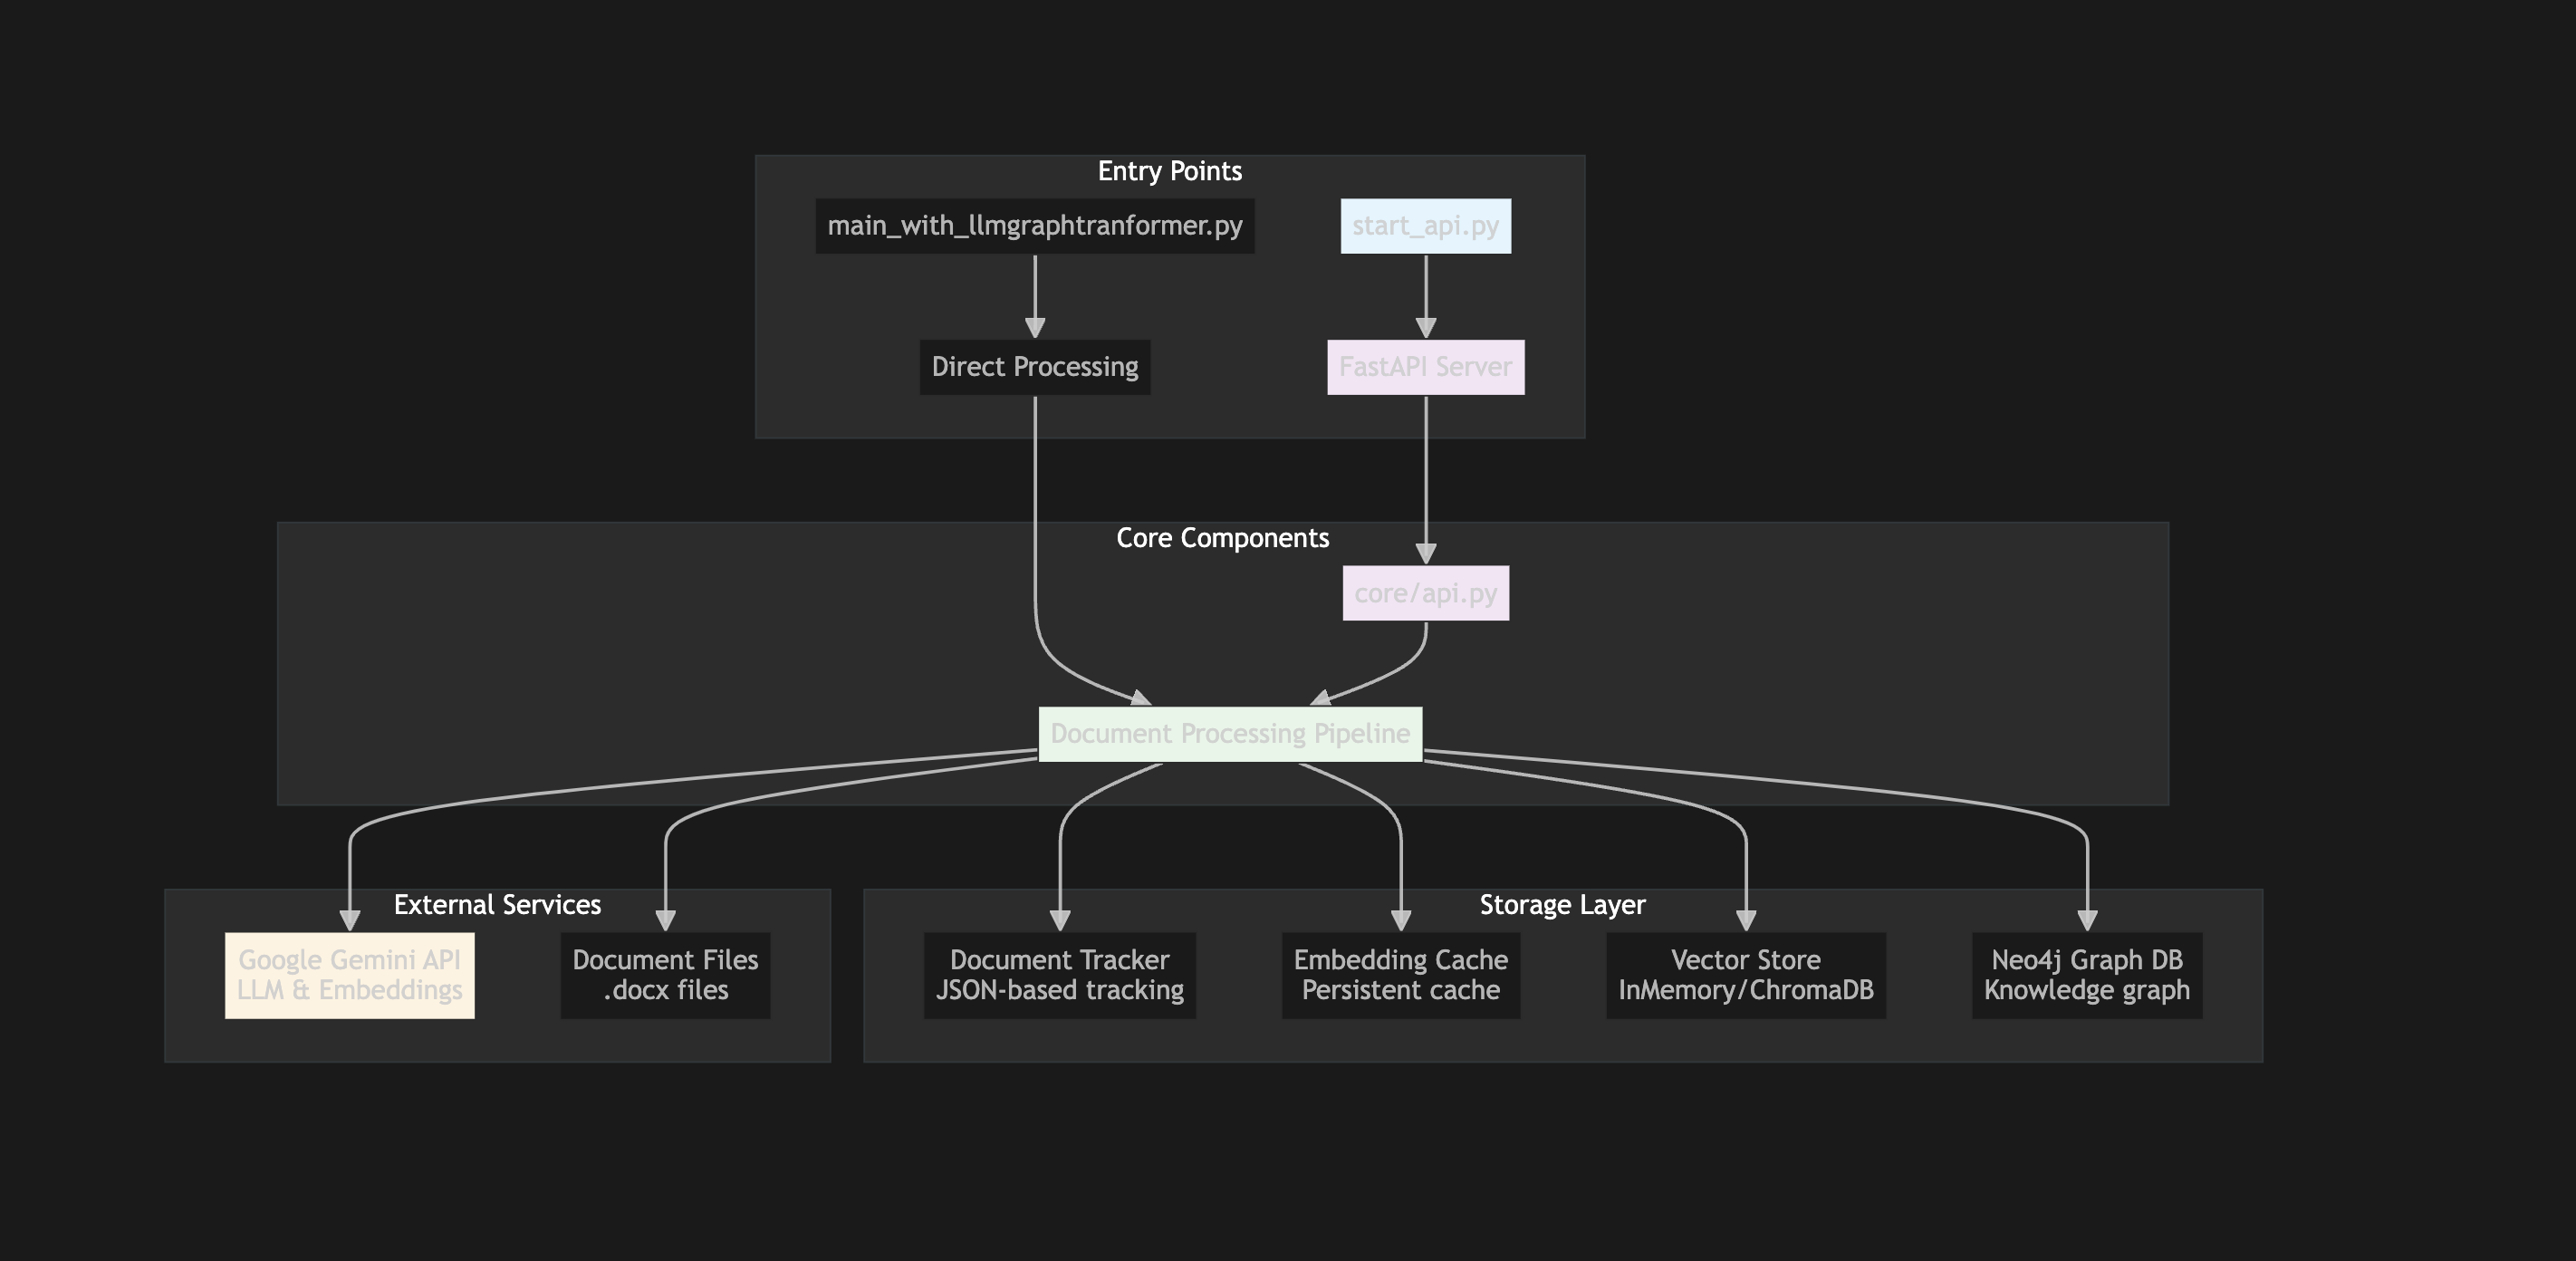 Entry Points
main_with_llmgraphtranformer.py
start_api.py
Direct Processing
FastAPI Server
Core Components
core/api.py
Document Processing Pipeline
External Services
Google Gemini API
LLM & Embeddings
Document Files
.docx files
Storage Layer
Document Tracker
JSON-based tracking
Embedding Cache
Persistent cache
Vector Store
InMemory/ChromaDB
Neo4j Graph DB
Knowledge graph